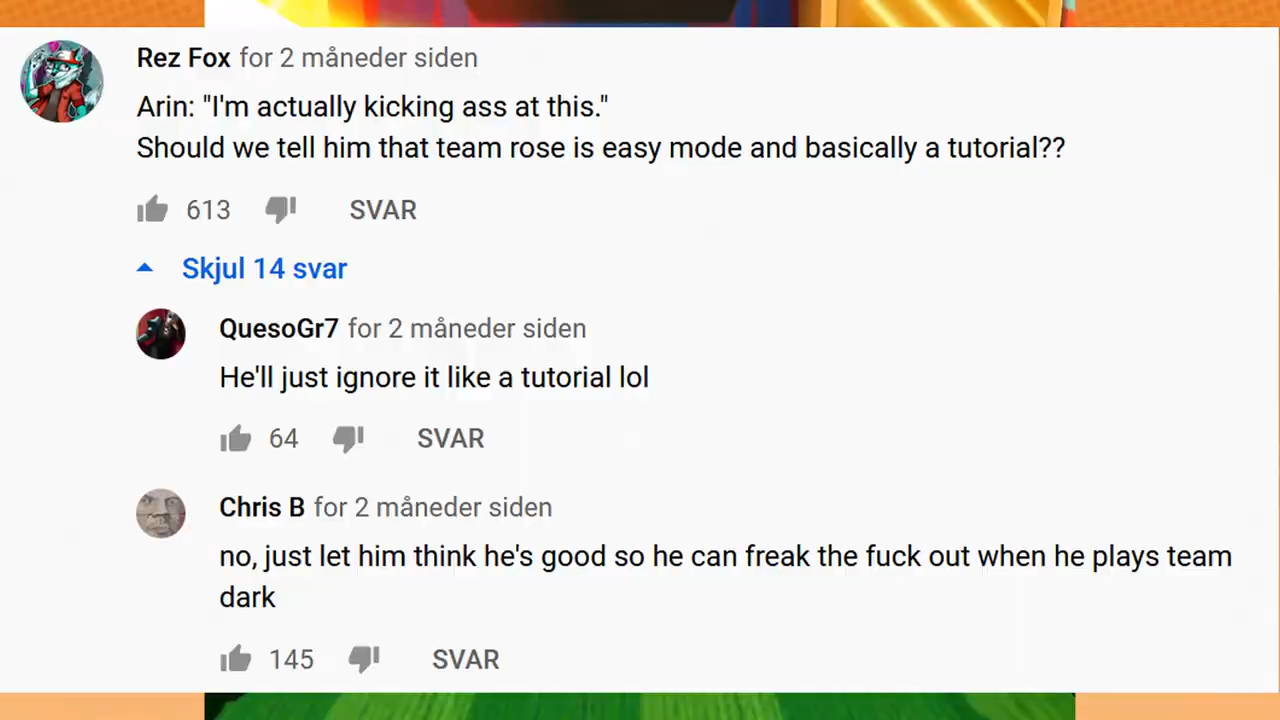 Rez Fox for 2 måneder siden
Arin: "I'm actually kicking ass at this."
Should we tell him that team rose is easy mode and basically a tutorial??
613 SVAR
Skjul 14 svar
QuesoGr7 for 2 måneder siden
He'll just ignore it like a tutorial lol
64 SVAR
Chris B for 2 måneder siden
no, just let him think he's good so he can freak the fuck out when he plays team
dark
145 SVAR